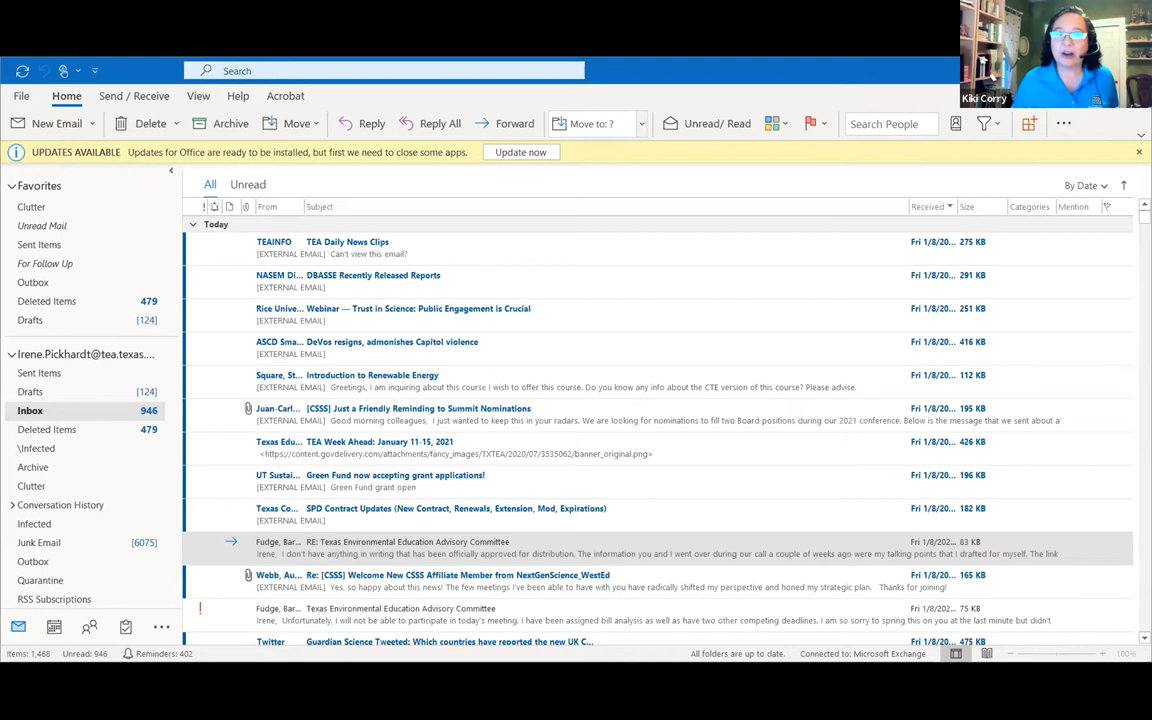 Kiki Corry
Search
File Home Send / Receive View Help Acrobat
New Email Delete Archive Move Reply Reply All Forward Move to: ? Unread/ Read Search People
UPDATES AVAILABLE Updates for Office are ready to be installed, but first we need to close some apps. Update now
Favorites
Clutter
Unread Mail
Sent Items
For Follow Up
Outbox
Deleted Items 479
Drafts [124]
Irene.Pickhardt@tea.texas....
Sent Items
Drafts [124]
Inbox 946
Deleted Items 479
\Infected
Archive
Clutter
Conversation History
Infected
Junk Email [6075]
Outbox
Quarantine
RSS Subscriptions
All Unread By Date
From Subject Received Size Categories Mention
Today
TEAINFO TEA Daily News Clips Fri 1/8/20... 275 KB
[EXTERNAL EMAIL] Can't view this email?
NASEM Di... DBASSE Recently Released Reports Fri 1/8/20... 291 KB
[EXTERNAL EMAIL]
Rice Unive... Webinar — Trust in Science: Public Engagement is Crucial Fri 1/8/20... 251 KB
[EXTERNAL EMAIL]
ASCD Sma... DeVos resigns, admonishes Capitol violence Fri 1/8/20... 416 KB
[EXTERNAL EMAIL]
Square, St... Introduction to Renewable Energy Fri 1/8/20... 112 KB
[EXTERNAL EMAIL] Greetings, I am inquiring about this course I wish to offer this course. Do you know any info about the CTE version of this course? Please advise.
Juan-Carl... [CSSS] Just a Friendly Reminding to Summit Nominations Fri 1/8/20... 195 KB
[EXTERNAL EMAIL] Good morning colleagues, I just wanted to keep this in your radars. We are looking for nominations to fill two Board positions during our 2021 conference. Below is the message that we sent about a
Texas Edu... TEA Week Ahead: January 11-15, 2021 Fri 1/8/20... 426 KB
<https://content.govdelivery.com/attachments/fancy_images/TXTEA/2020/07/3535062/banner_original.png>
UT Sustai... Green Fund now accepting grant applications! Fri 1/8/20... 196 KB
[EXTERNAL EMAIL] Green Fund grant open
Texas Co... SPD Contract Updates (New Contract, Renewals, Extension, Mod, Expirations) Fri 1/8/20... 182 KB
[EXTERNAL EMAIL]
Fudge, Bar... RE: Texas Environmental Education Advisory Committee Fri 1/8/202... 83 KB
Irene, I don't have anything in writing that has been officially approved for distribution. The information you and I went over during our call a couple of weeks ago were my talking points that I drafted for myself. The link
Webb, Au... Re: [CSSS] Welcome New CSSS Affiliate Member from NextGenScience_WestEd Fri 1/8/20... 165 KB
[EXTERNAL EMAIL] Yes, so happy about this news! The few meetings I've been able to have with you have radically shifted my perspective and honed my strategic plan. Thanks for joining!
Fudge, Bar... Texas Environmental Education Advisory Committee Fri 1/8/202... 75 KB
Irene, Unfortunately, I will not be able to participate in today's meeting. I have been assigned bill analysis as well as have two other competing deadlines. I am so sorry to spring this on you at the last minute but didn't
Twitter Guardian Science Tweeted: Which countries have reported the new UK C... Fri 1/8/20... 475 KB
Items: 1,468 Unread: 946 Reminders: 402 All folders are up to date. Connected to: Microsoft Exchange 100%